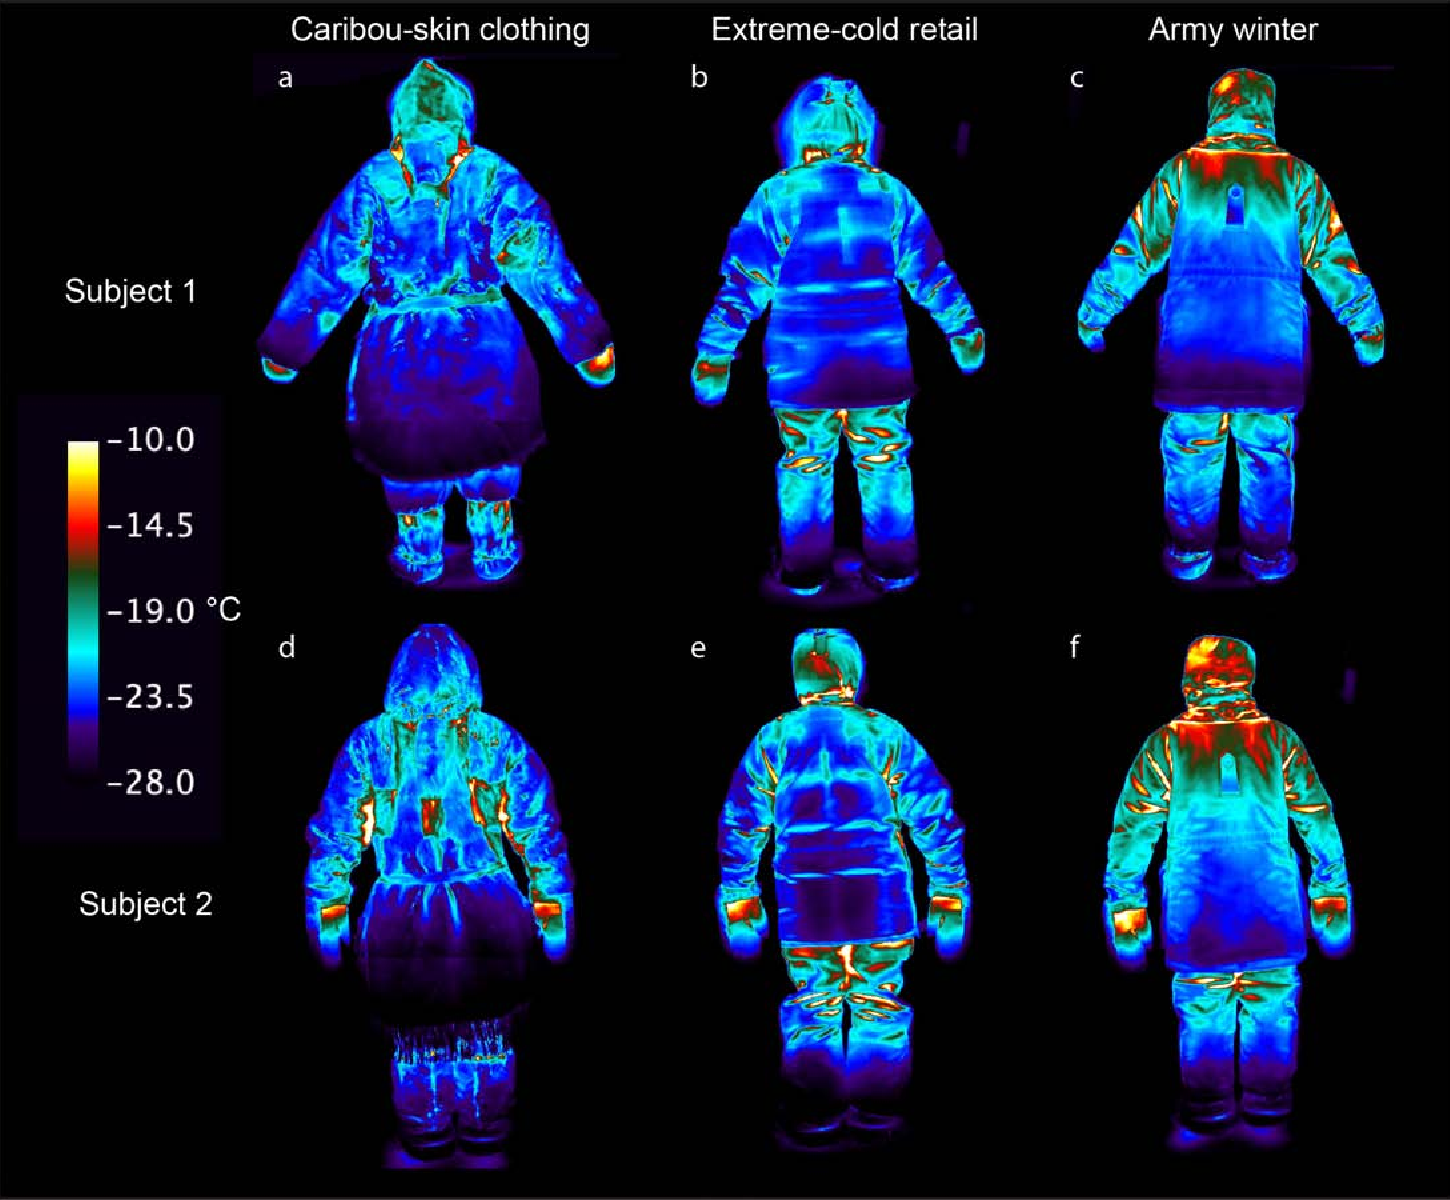 Caribou-skin clothing
Extreme-cold retail
Army winter
a
b
c
Subject 1
–10.0
–14.5
–19.0 °C
–23.5
–28.0
d
e
f
Subject 2